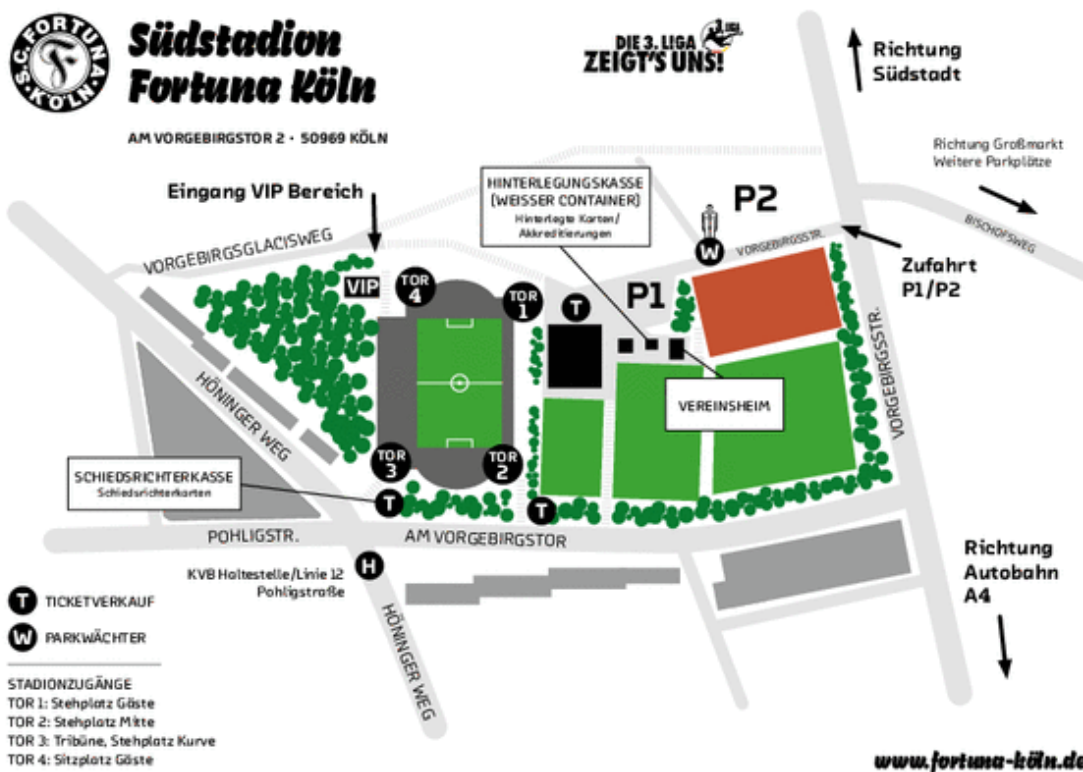 S.C. FORTUNA KÖLN
F
Südstadion
Fortuna Köln
AM VORGEBIRGSTOR 2 · 50969 KÖLN
3. LIGA
DIE 3. LIGA
ZEIGT'S UNS!
Richtung
Südstadt
Richtung Großmarkt
Weitere Parkplätze
BISCHOFSWEG
Eingang VIP Bereich
HINTERLEGUNGSKASSE
(WEISSER CONTAINER)
Hinterlegte Karten/
Akkreditierungen
P2
W
VORGEBIRGSSTR.
Zufahrt
P1/P2
VORGEBIRGSGLACISWEG
VIP
TOR
4
TOR
1
T
P1
VORGEBIRGSSTR.
HÖNINGER WEG
VEREINSHEIM
TOR
3
TOR
2
SCHIEDSRICHTERKASSE
Schiedsrichterkarten
T
T
POHLIGSTR.
AM VORGEBIRGSTOR
KVB Haltestelle/Linie 12
Pohligstraße
H
HÖNINGER WEG
Richtung
Autobahn
A4
T TICKETVERKAUF
W PARKWÄCHTER
STADIONZUGÄNGE
TOR 1: Stehplatz Gäste
TOR 2: Stehplatz Mitte
TOR 3: Tribüne, Stehplatz Kurve
TOR 4: Sitzplatz Gäste
www.fortuna-köln.de